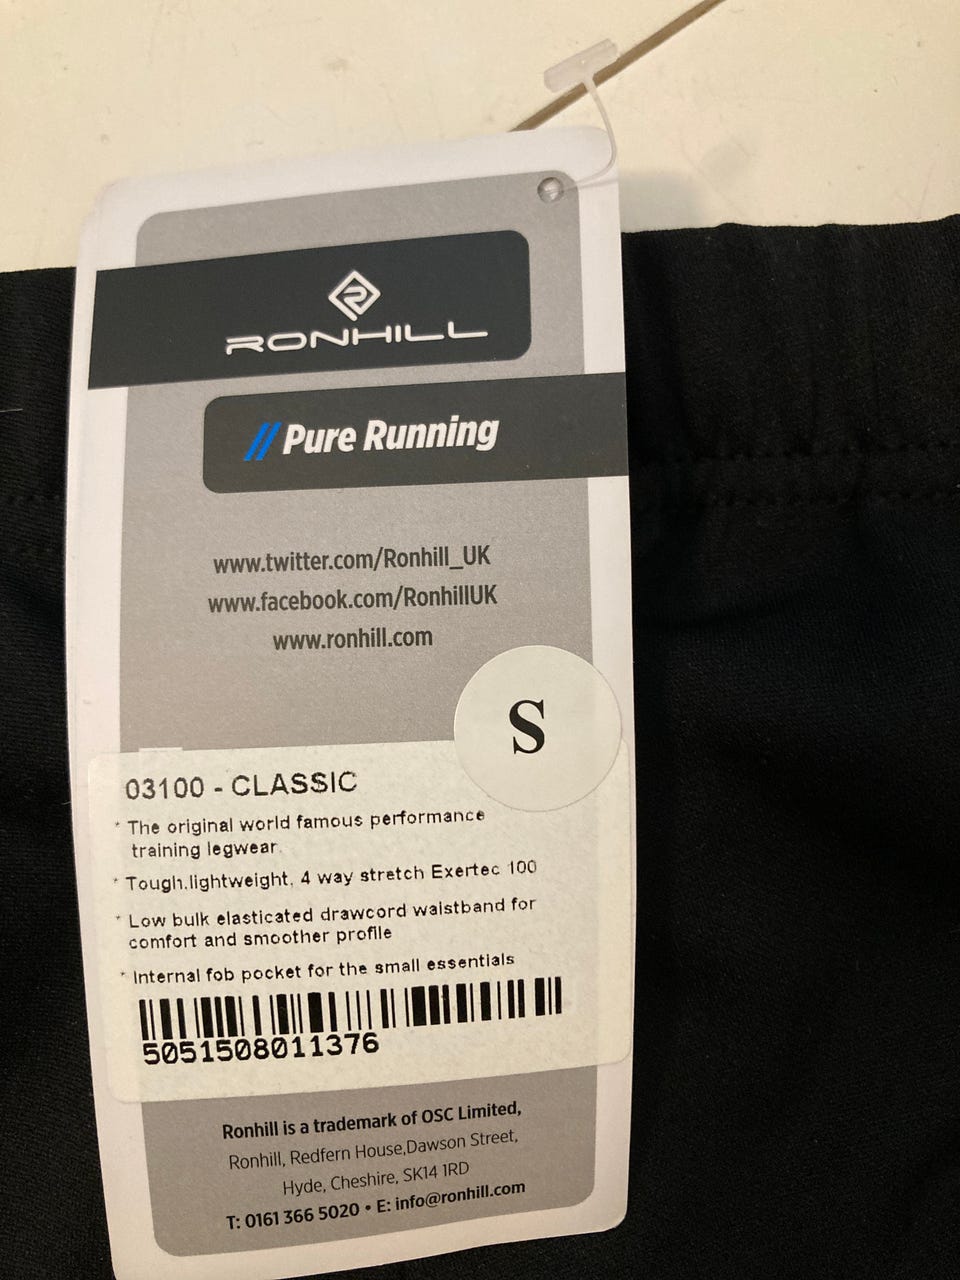 RONHILL
// Pure Running
www.twitter.com/Ronhill_UK
www.facebook.com/RonhillUK
www.ronhill.com
S
03100 - CLASSIC
* The original world famous performance
training legwear.
* Tough.lightweight, 4 way stretch Exertec 100
* Low bulk elasticated drawcord waistband for
comfort and smoother profile
* Internal fob pocket for the small essentials
5051508011376
Ronhill is a trademark of OSC Limited,
Ronhill, Redfern House,Dawson Street,
Hyde, Cheshire, SK14 1RD
T: 0161 366 5020 • E: info@ronhill.com